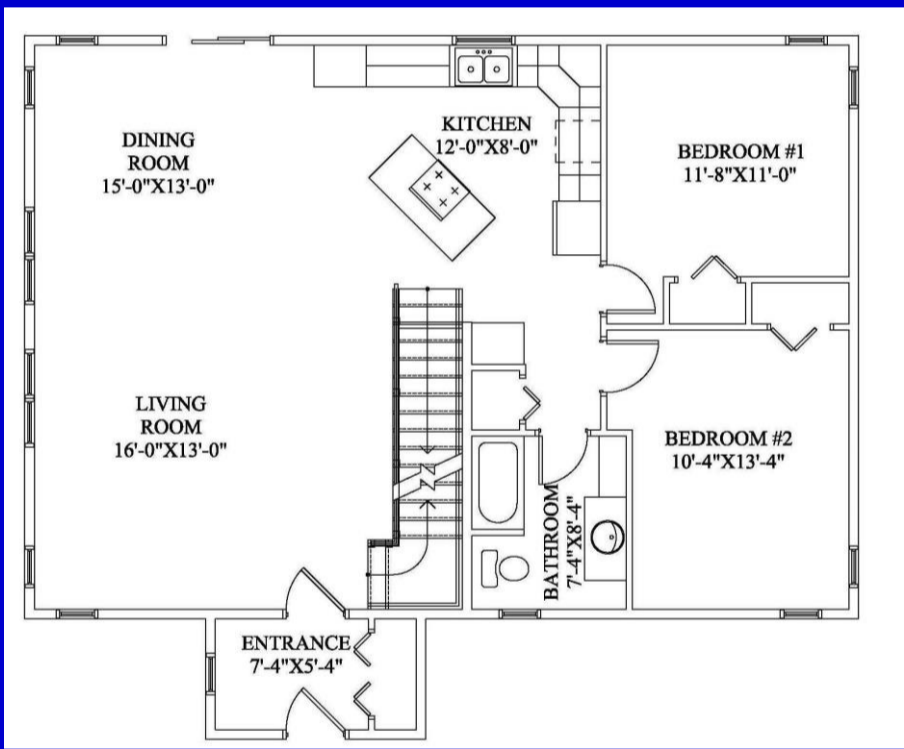 DINING
ROOM
15'-0"X13'-0"
KITCHEN
12'-0"X8'-0"
BEDROOM #1
11'-8"X11'-0"
LIVING
ROOM
16'-0"X13'-0"
BEDROOM #2
10'-4"X13'-4"
BATHROOM
7'-4"X8'-4"
ENTRANCE
7'-4"X5'-4"